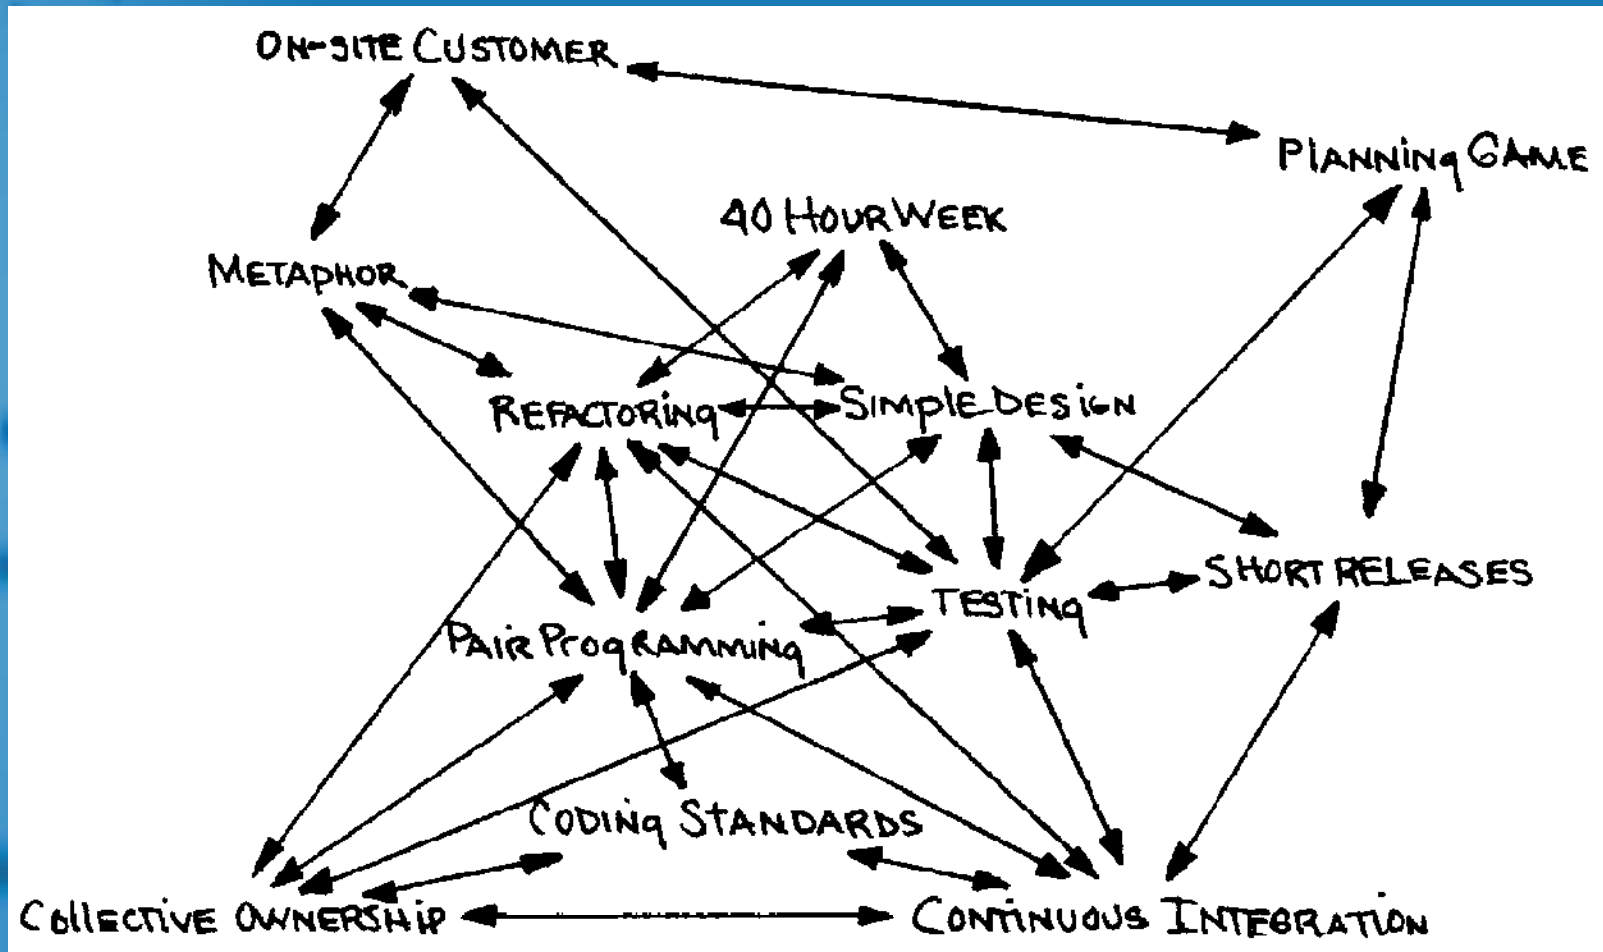 ON-SITE CUSTOMER
PlANNiNg GAME
40 HOUR WEEK
METAPHOR
REFACTORiNg
SIMplE DESiGN
SHORT RELEASES
TESTiNg
PAiR PrOgRAMMiNg
CODiNg STANDARDS
COllECTiVE OWNERSHiP
CONTiNUOUS INTEGRATiON